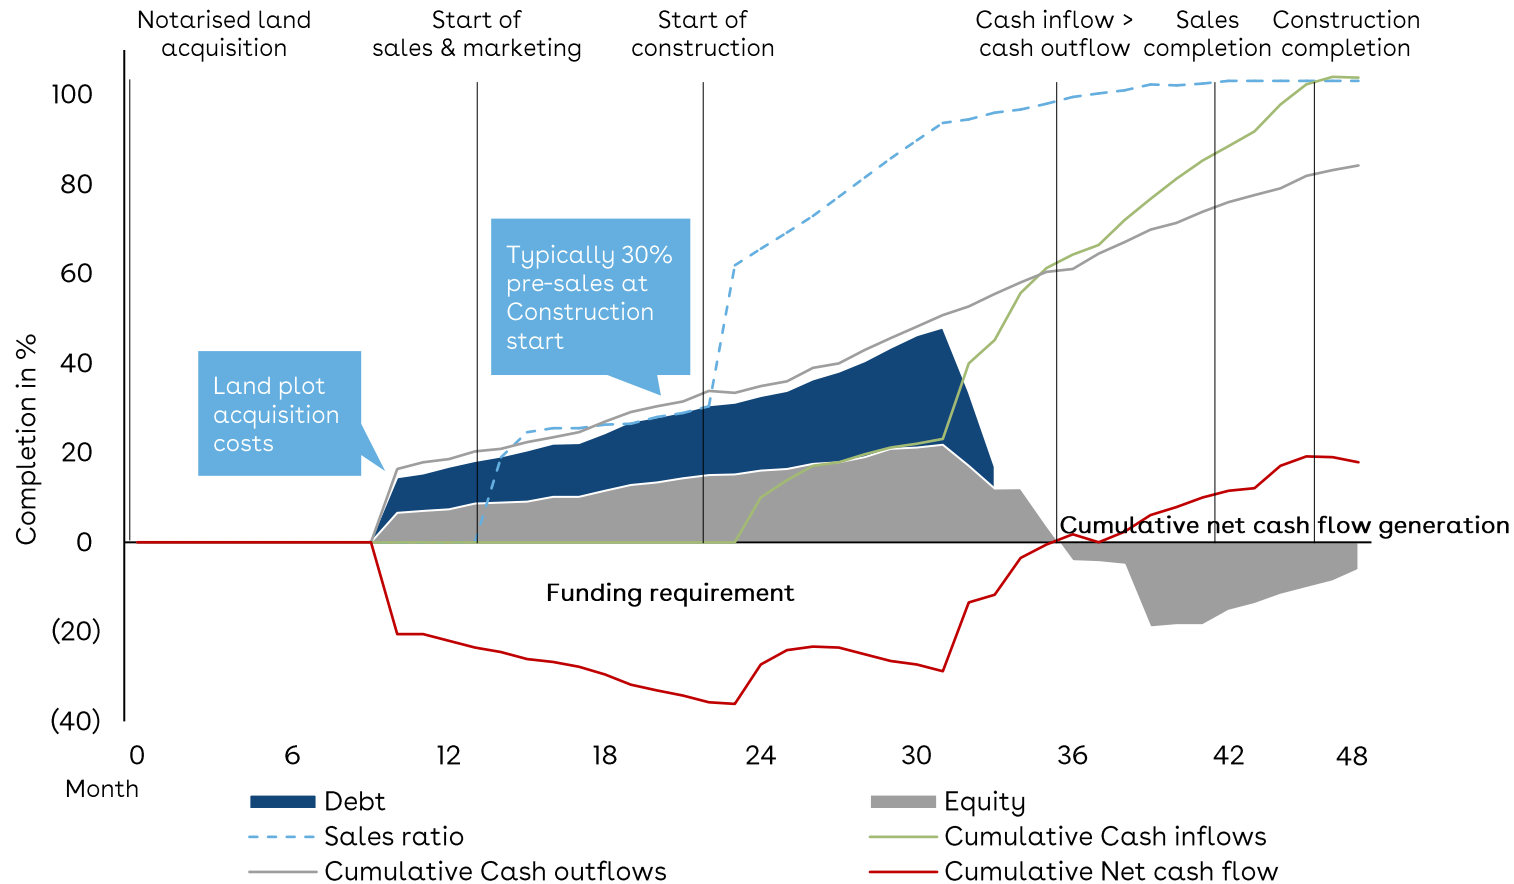 Notarised land
acquisition
Start of
sales & marketing
Start of
construction
Cash inflow >
cash outflow
Sales
completion
Construction
completion
Completion in %
100
80
60
40
20
0
(20)
(40)
Typically 30%
pre-sales at
Construction
start
Land plot
acquisition
costs
Cumulative net cash flow generation
Funding requirement
0 6 12 18 24 30 36 42 48
Month
Debt
Equity
Sales ratio
Cumulative Cash inflows
Cumulative Cash outflows
Cumulative Net cash flow